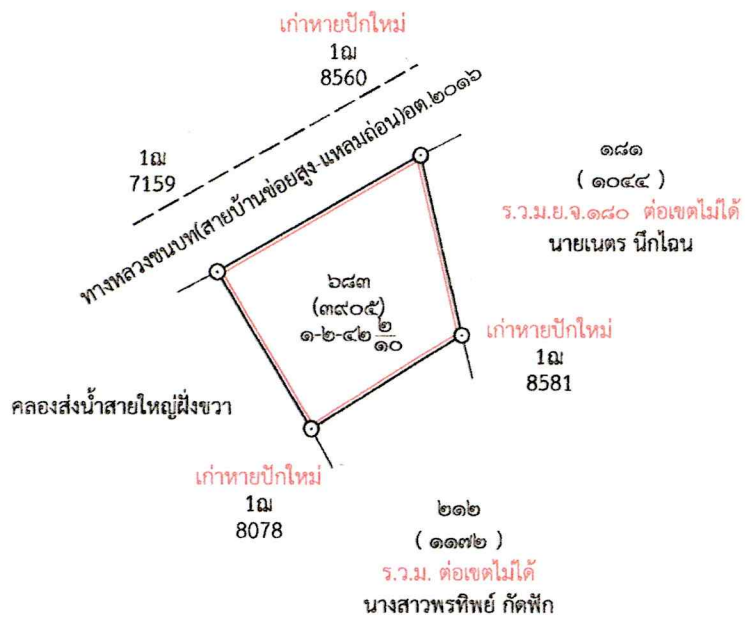 เก่าหายปักใหม่
1ฌ
8560
1ฌ
7159
ทางหลวงชนบท(สายบ้านข่อยสูง-แหลมถ่อน)อต.๒๐๑๖
๑๘๑
( ๑๐๔๔ )
ร.ว.ม.ย.จ.๑๘๐ ต่อเขตไม่ได้
นายเนตร นึกไฉน
๖๘๓
(๓๙๐๕)
๑-๒-๔๒ ๒/๑๐
เก่าหายปักใหม่
1ฌ
8581
คลองส่งน้ำสายใหญ่ฝั่งขวา
เก่าหายปักใหม่
1ฌ
8078
๒๑๒
( ๑๑๗๒ )
ร.ว.ม. ต่อเขตไม่ได้
นางสาวพรทิพย์ กัดฟัก